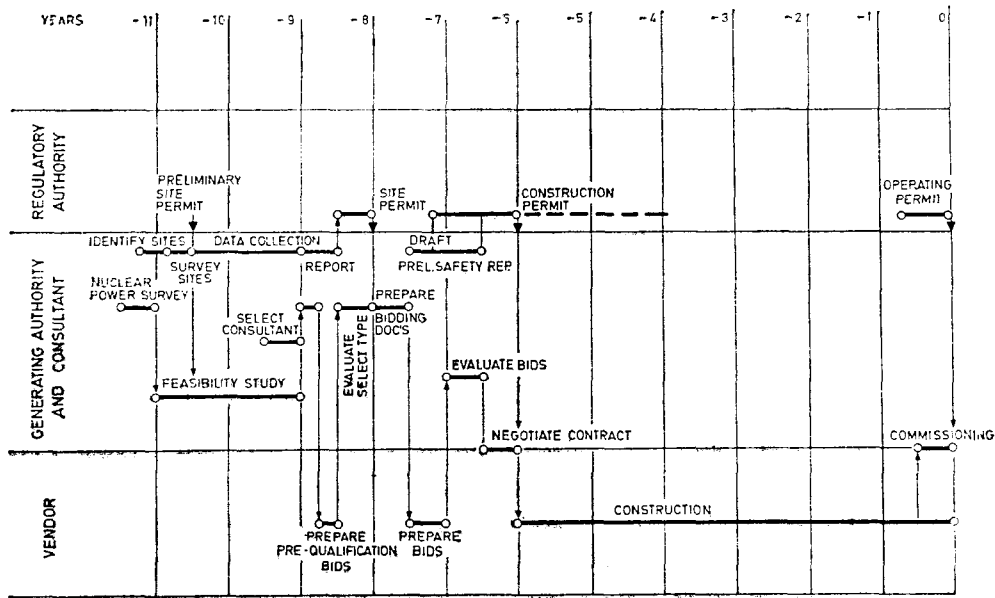 YEARS -11 -10 -9 -8 -7 -6 -5 -4 -3 -2 -1 0
REGULATORY
AUTHORITY
PRELIMINARY
SITE
PERMIT
SITE
PERMIT
CONSTRUCTION
PERMIT
OPERATING
PERMIT
GENERATING AUTHORITY
AND CONSULTANT
IDENTIFY SITES
DATA COLLECTION
DRAFT
SURVEY
SITES
REPORT
PREL.SAFETY REP.
NUCLEAR
POWER SURVEY
SELECT
CONSULTANT
EVALUATE
SELECT TYPE
PREPARE
BIDDING
DOC'S
EVALUATE BIDS
FEASIBILITY STUDY
NEGOTIATE CONTRACT
COMMISSIONING
VENDOR
CONSTRUCTION
PREPARE
PRE-QUALIFICATION
BIDS
PREPARE
BIDS